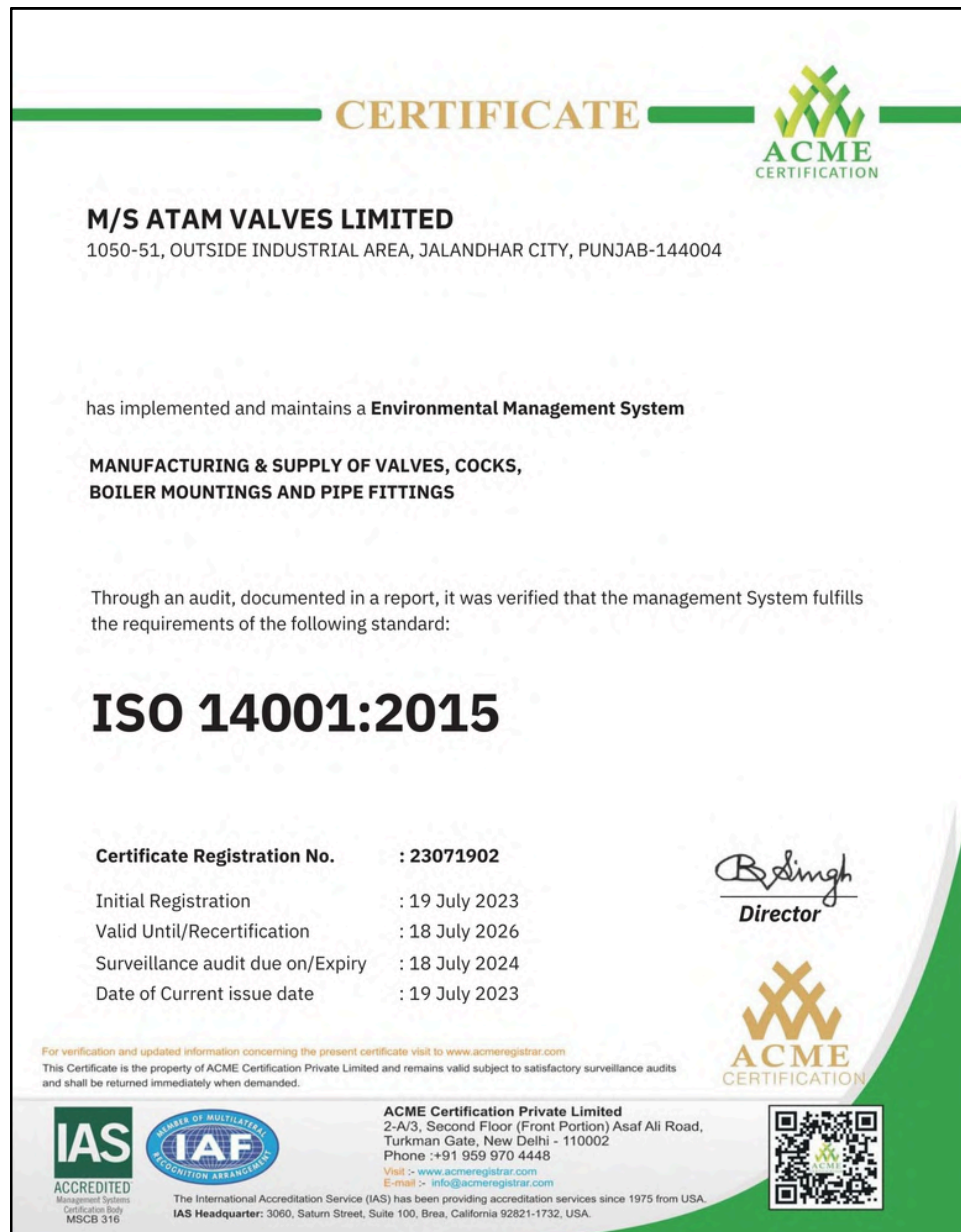 CERTIFICATE
ACME
CERTIFICATION
M/S ATAM VALVES LIMITED
1050-51, OUTSIDE INDUSTRIAL AREA, JALANDHAR CITY, PUNJAB-144004
has implemented and maintains a Environmental Management System
MANUFACTURING & SUPPLY OF VALVES, COCKS,
BOILER MOUNTINGS AND PIPE FITTINGS
Through an audit, documented in a report, it was verified that the management System fulfills
the requirements of the following standard:
ISO 14001:2015
Certificate Registration No. : 23071902
Initial Registration : 19 July 2023
Valid Until/Recertification : 18 July 2026
Surveillance audit due on/Expiry : 18 July 2024
Date of Current issue date : 19 July 2023
B Singh
Director
ACME
CERTIFICATION
For verification and updated information concerning the present certificate visit to www.acmeregistrar.com
This Certificate is the property of ACME Certification Private Limited and remains valid subject to satisfactory surveillance audits
and shall be returned immediately when demanded.
IAS
ACCREDITED
Management Systems
Certification Body
MSCB 316
MEMBER OF MULTILATERAL
IAF
RECOGNITION ARRANGEMENT
ACME Certification Private Limited
2-A/3, Second Floor (Front Portion) Asaf Ali Road,
Turkman Gate, New Delhi - 110002
Phone :+91 959 970 4448
Visit :- www.acmeregistrar.com
E-mail :- info@acmeregistrar.com
The International Accreditation Service (IAS) has been providing accreditation services since 1975 from USA.
IAS Headquarter: 3060, Saturn Street, Suite 100, Brea, California 92821-1732, USA.
ACME